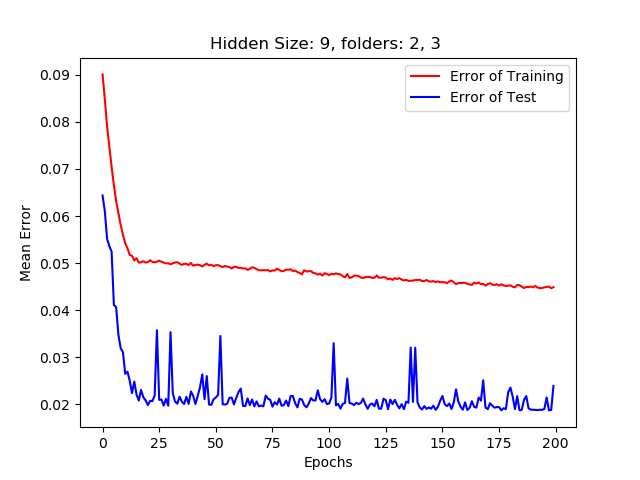 Hidden Size: 9, folders: 2, 3
Error of Training
Error of Test
Mean Error
0.09
0.08
0.07
0.06
0.05
0.04
0.03
0.02
0 25 50 75 100 125 150 175 200
Epochs